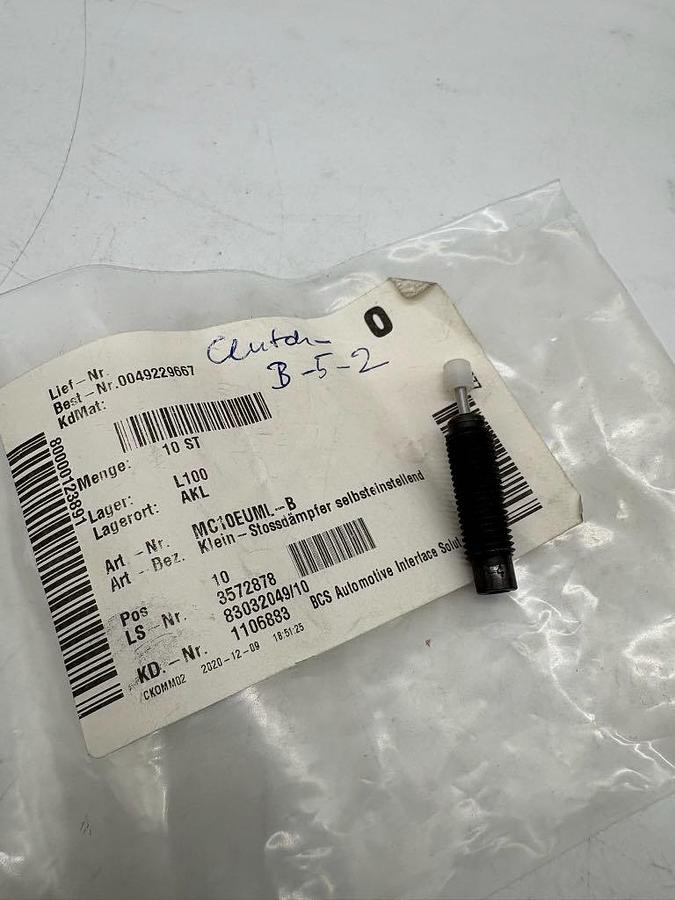 Clutch
B-5-2
0
Lief-Nr.
Best-Nr. 0049229667
KdMat:
Menge: 10 ST
Lager: L100
Lagerort: AKL
Art-Nr. MC10EUML-B
Art-Bez. Klein-Stossdämpfer selbsteinstellend
Pos 10
LS-Nr. 3572878
83032049/10
KD.-Nr. 1106883 BCS Automotive Interface Solut
CKOMM02 2020-12-09 18:51:25
8000123891